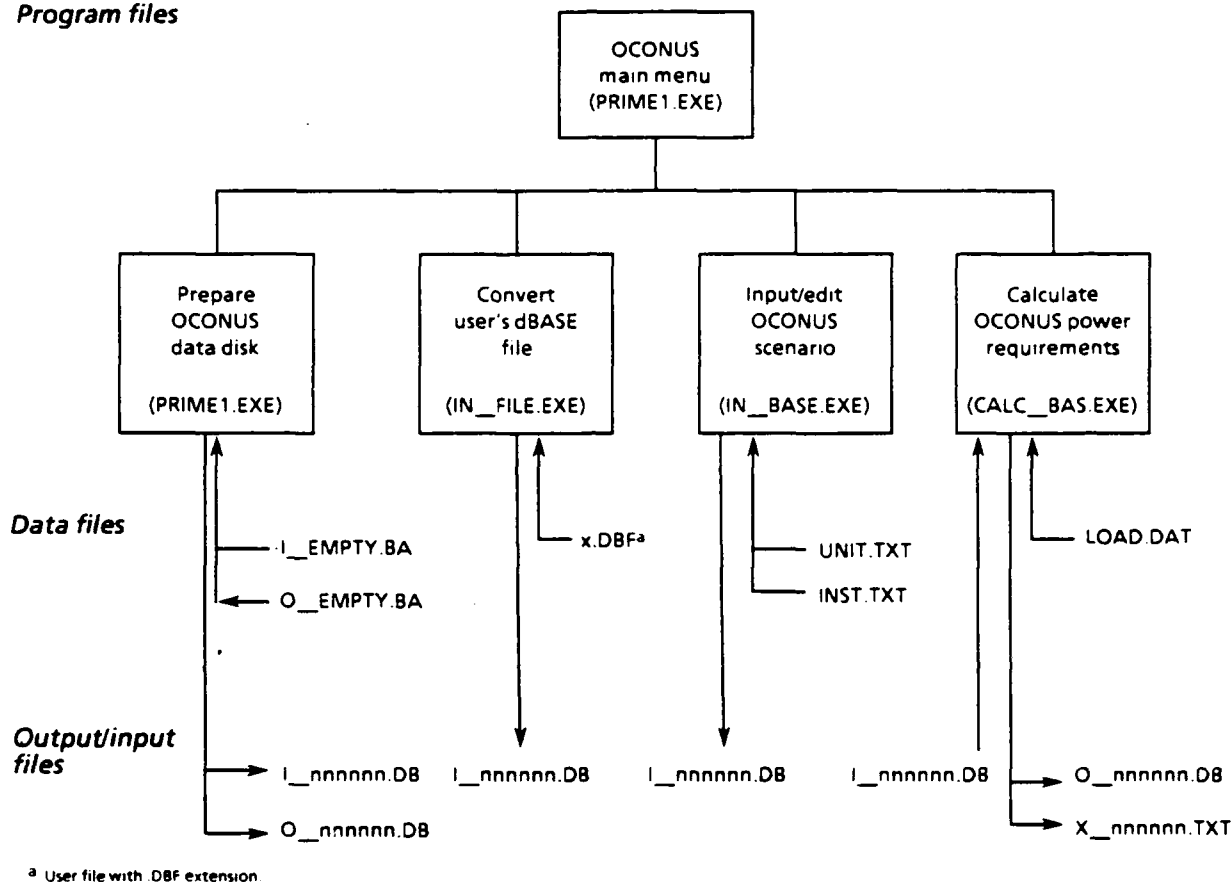 Program files
OCONUS
main menu
(PRIME1.EXE)
Prepare
OCONUS
data disk
(PRIME1.EXE)
Convert
user's dBASE
file
(IN__FILE.EXE)
Input/edit
OCONUS
scenario
(IN__BASE.EXE)
Calculate
OCONUS power
requirements
(CALC__BAS.EXE)
Data files
I__EMPTY.BA
O__EMPTY.BA
x.DBFa
UNIT.TXT
INST.TXT
LOAD.DAT
Output/input
files
I__nnnnnn.DB
O__nnnnnn.DB
I__nnnnnn.DB
I__nnnnnn.DB
I__nnnnnn.DB
O__nnnnnn.DB
X__nnnnnn.TXT
a User file with .DBF extension.